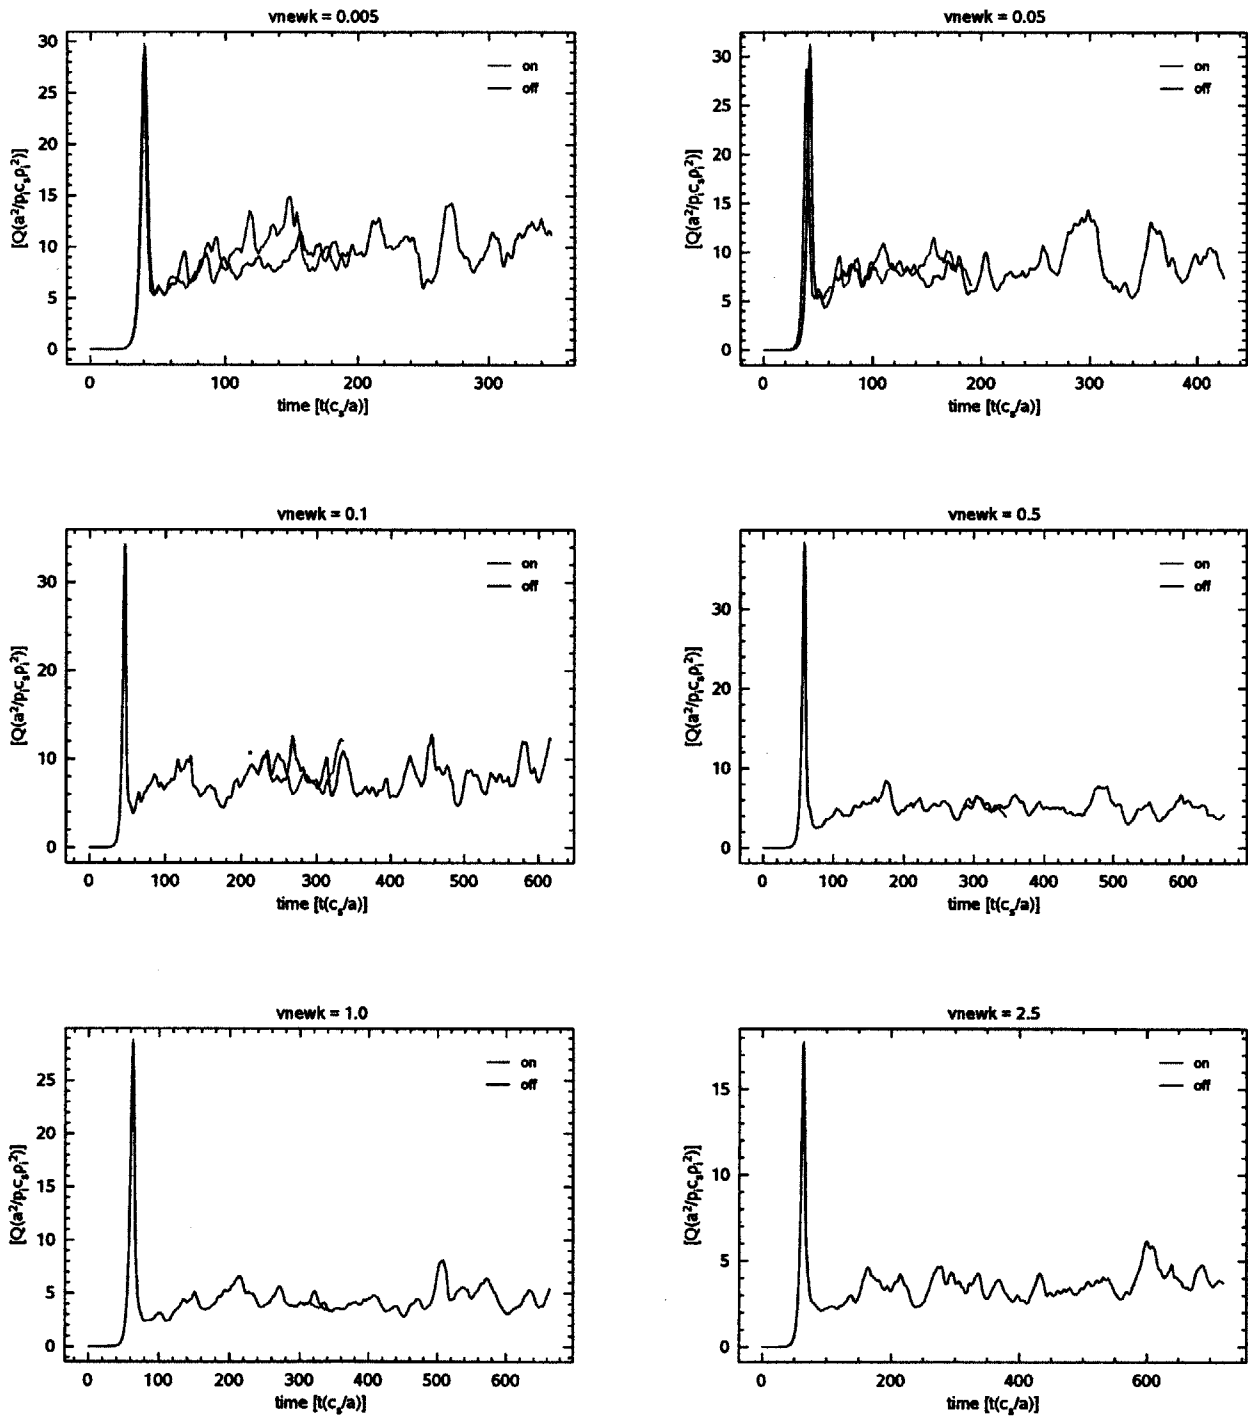 vnewk = 0.005
[Q(a²/pᵢcₛρᵢ²)]
30
25
20
15
10
5
0
on
off
0 100 200 300
time [t(cₛ/a)]
vnewk = 0.05
[Q(a²/pᵢcₛρᵢ²)]
30
25
20
15
10
5
0
on
off
0 100 200 300 400
time [t(cₛ/a)]
vnewk = 0.1
[Q(a²/pᵢcₛρᵢ²)]
30
20
10
0
on
off
0 100 200 300 400 500 600
time [t(cₛ/a)]
vnewk = 0.5
[Q(a²/pᵢcₛρᵢ²)]
30
20
10
0
on
off
0 100 200 300 400 500 600
time [t(cₛ/a)]
vnewk = 1.0
[Q(a²/pᵢcₛρᵢ²)]
25
20
15
10
5
0
on
off
0 100 200 300 400 500 600
time [t(cₛ/a)]
vnewk = 2.5
[Q(a²/pᵢcₛρᵢ²)]
15
10
5
0
on
off
0 200 400 600
time [t(cₛ/a)]